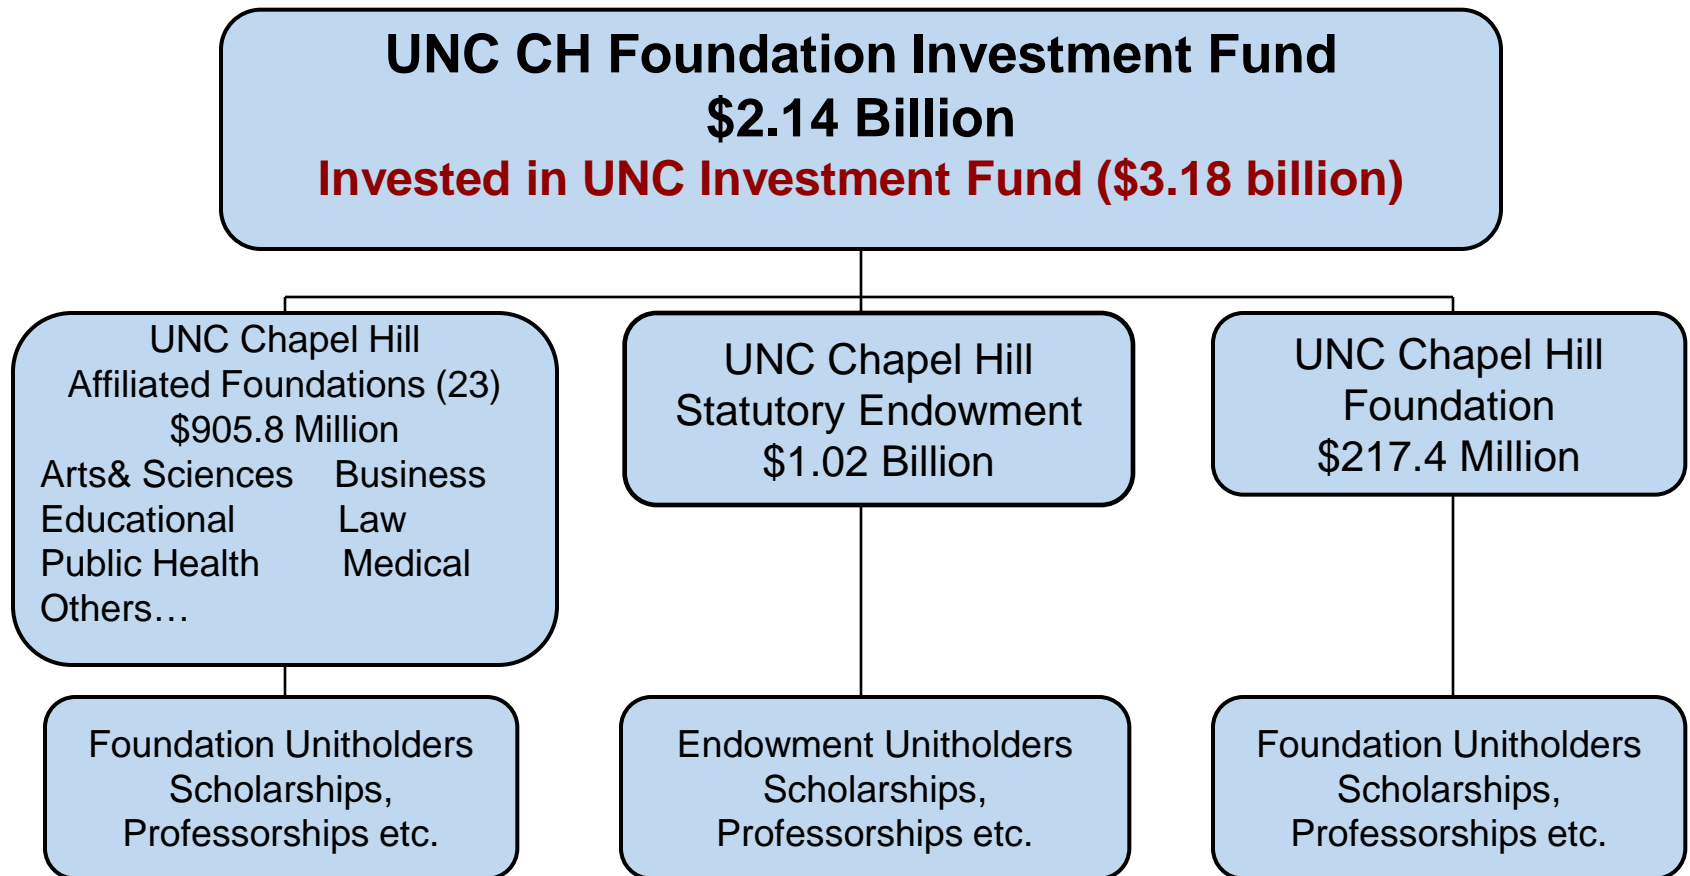 UNC CH Foundation Investment Fund
$2.14 Billion
Invested in UNC Investment Fund ($3.18 billion)
UNC Chapel Hill
Affiliated Foundations (23)
$905.8 Million
Arts& Sciences Business
Educational Law
Public Health Medical
Others…
UNC Chapel Hill
Statutory Endowment
$1.02 Billion
UNC Chapel Hill
Foundation
$217.4 Million
Foundation Unitholders
Scholarships,
Professorships etc.
Endowment Unitholders
Scholarships,
Professorships etc.
Foundation Unitholders
Scholarships,
Professorships etc.